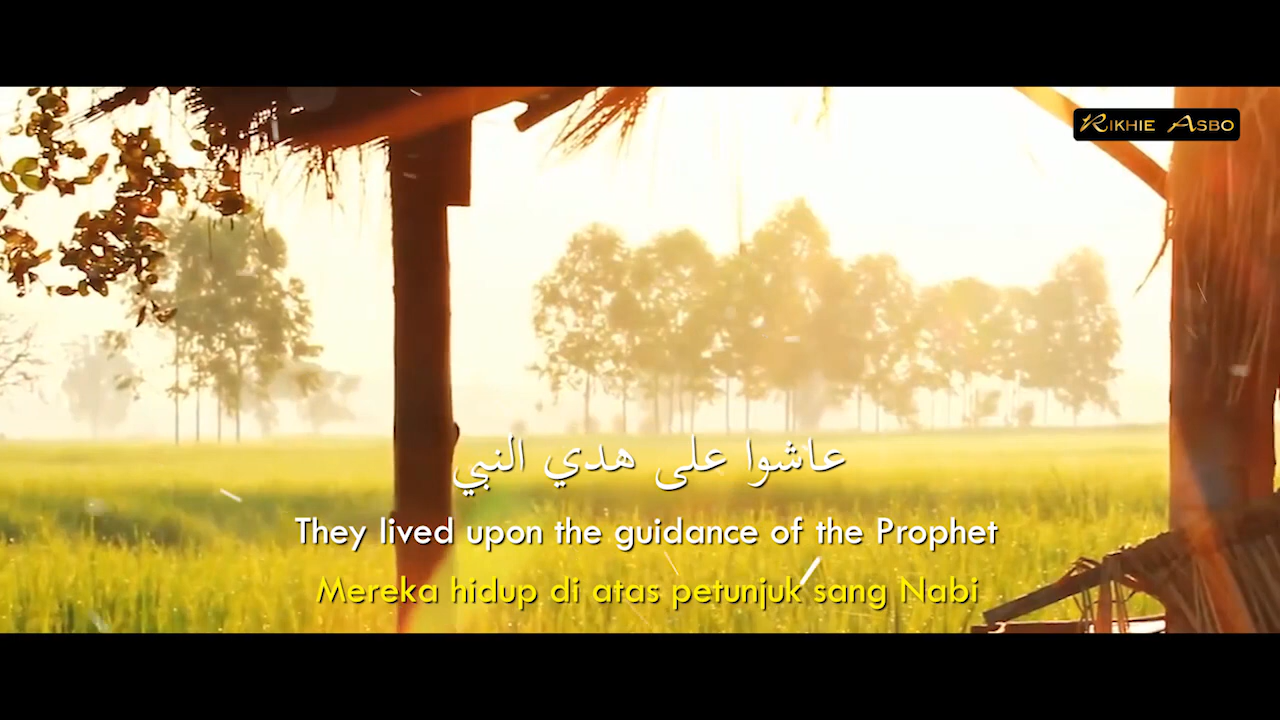 RIKHIE ASBO
عاشوا على هدي النبي
They lived upon the guidance of the Prophet
Mereka hidup di atas petunjuk sang Nabi